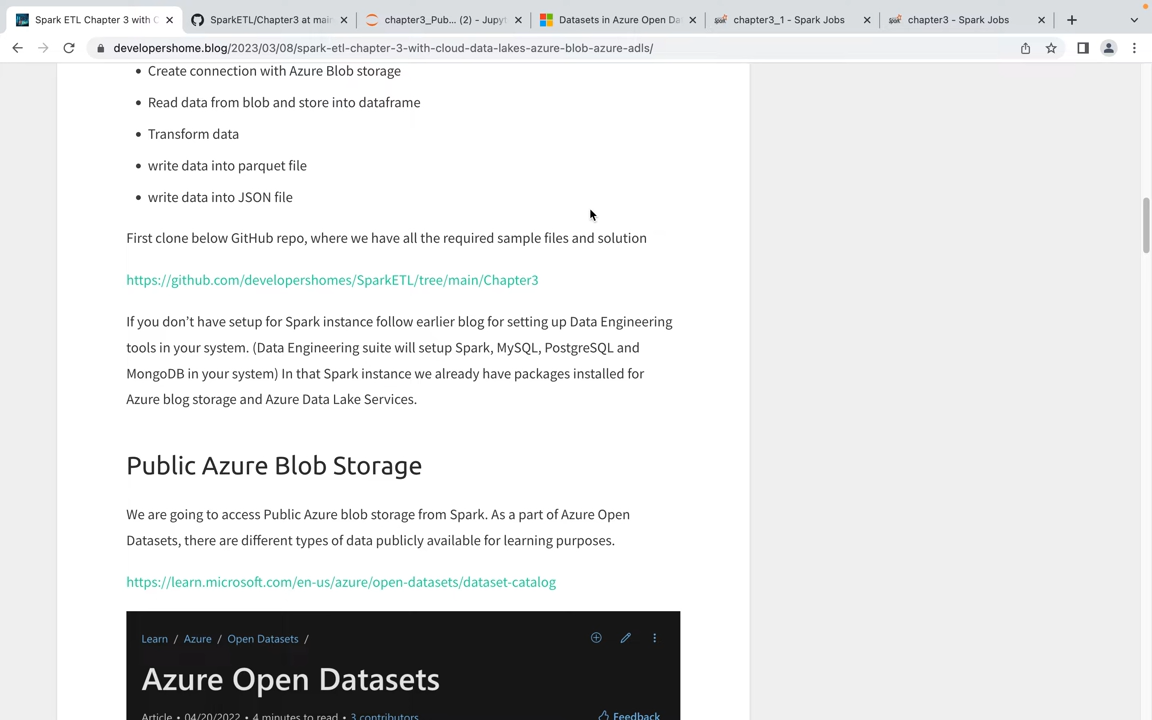 Spark ETL Chapter 3 with C
SparkETL/Chapter3 at mai
chapter3_Pub... (2) - Jupyt
Datasets in Azure Open Da
chapter3_1 - Spark Jobs
chapter3 - Spark Jobs
developershome.blog/2023/03/08/spark-etl-chapter-3-with-cloud-data-lakes-azure-blob-azure-adls/
• Create connection with Azure Blob storage
• Read data from blob and store into dataframe
• Transform data
• write data into parquet file
• write data into JSON file
First clone below GitHub repo, where we have all the required sample files and solution
https://github.com/developershomes/SparkETL/tree/main/Chapter3
If you don’t have setup for Spark instance follow earlier blog for setting up Data Engineering
tools in your system. (Data Engineering suite will setup Spark, MySQL, PostgreSQL and
MongoDB in your system) In that Spark instance we already have packages installed for
Azure blog storage and Azure Data Lake Services.
Public Azure Blob Storage
We are going to access Public Azure blob storage from Spark. As a part of Azure Open
Datasets, there are different types of data publicly available for learning purposes.
https://learn.microsoft.com/en-us/azure/open-datasets/dataset-catalog
Learn / Azure / Open Datasets /
Azure Open Datasets
Article • 04/20/2022 • 4 minutes to read • 3 contributors
Feedback